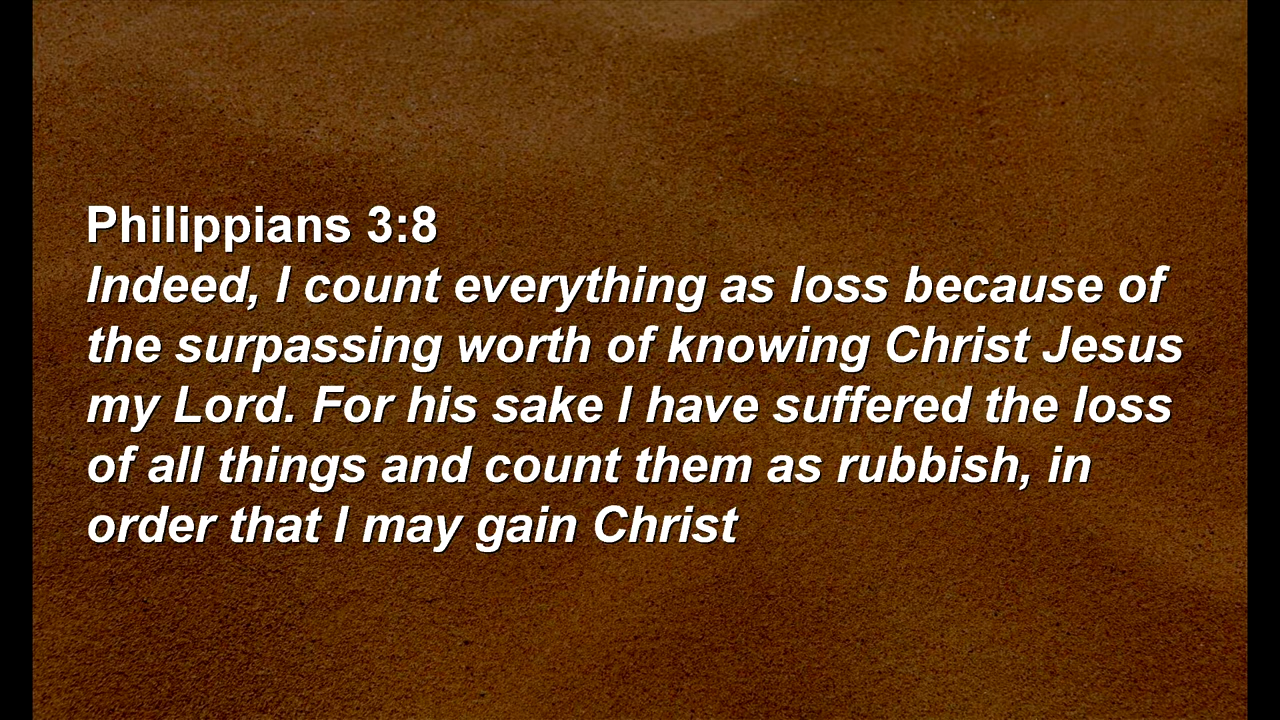 Philippians 3:8
Indeed, I count everything as loss because of
the surpassing worth of knowing Christ Jesus
my Lord. For his sake I have suffered the loss
of all things and count them as rubbish, in
order that I may gain Christ